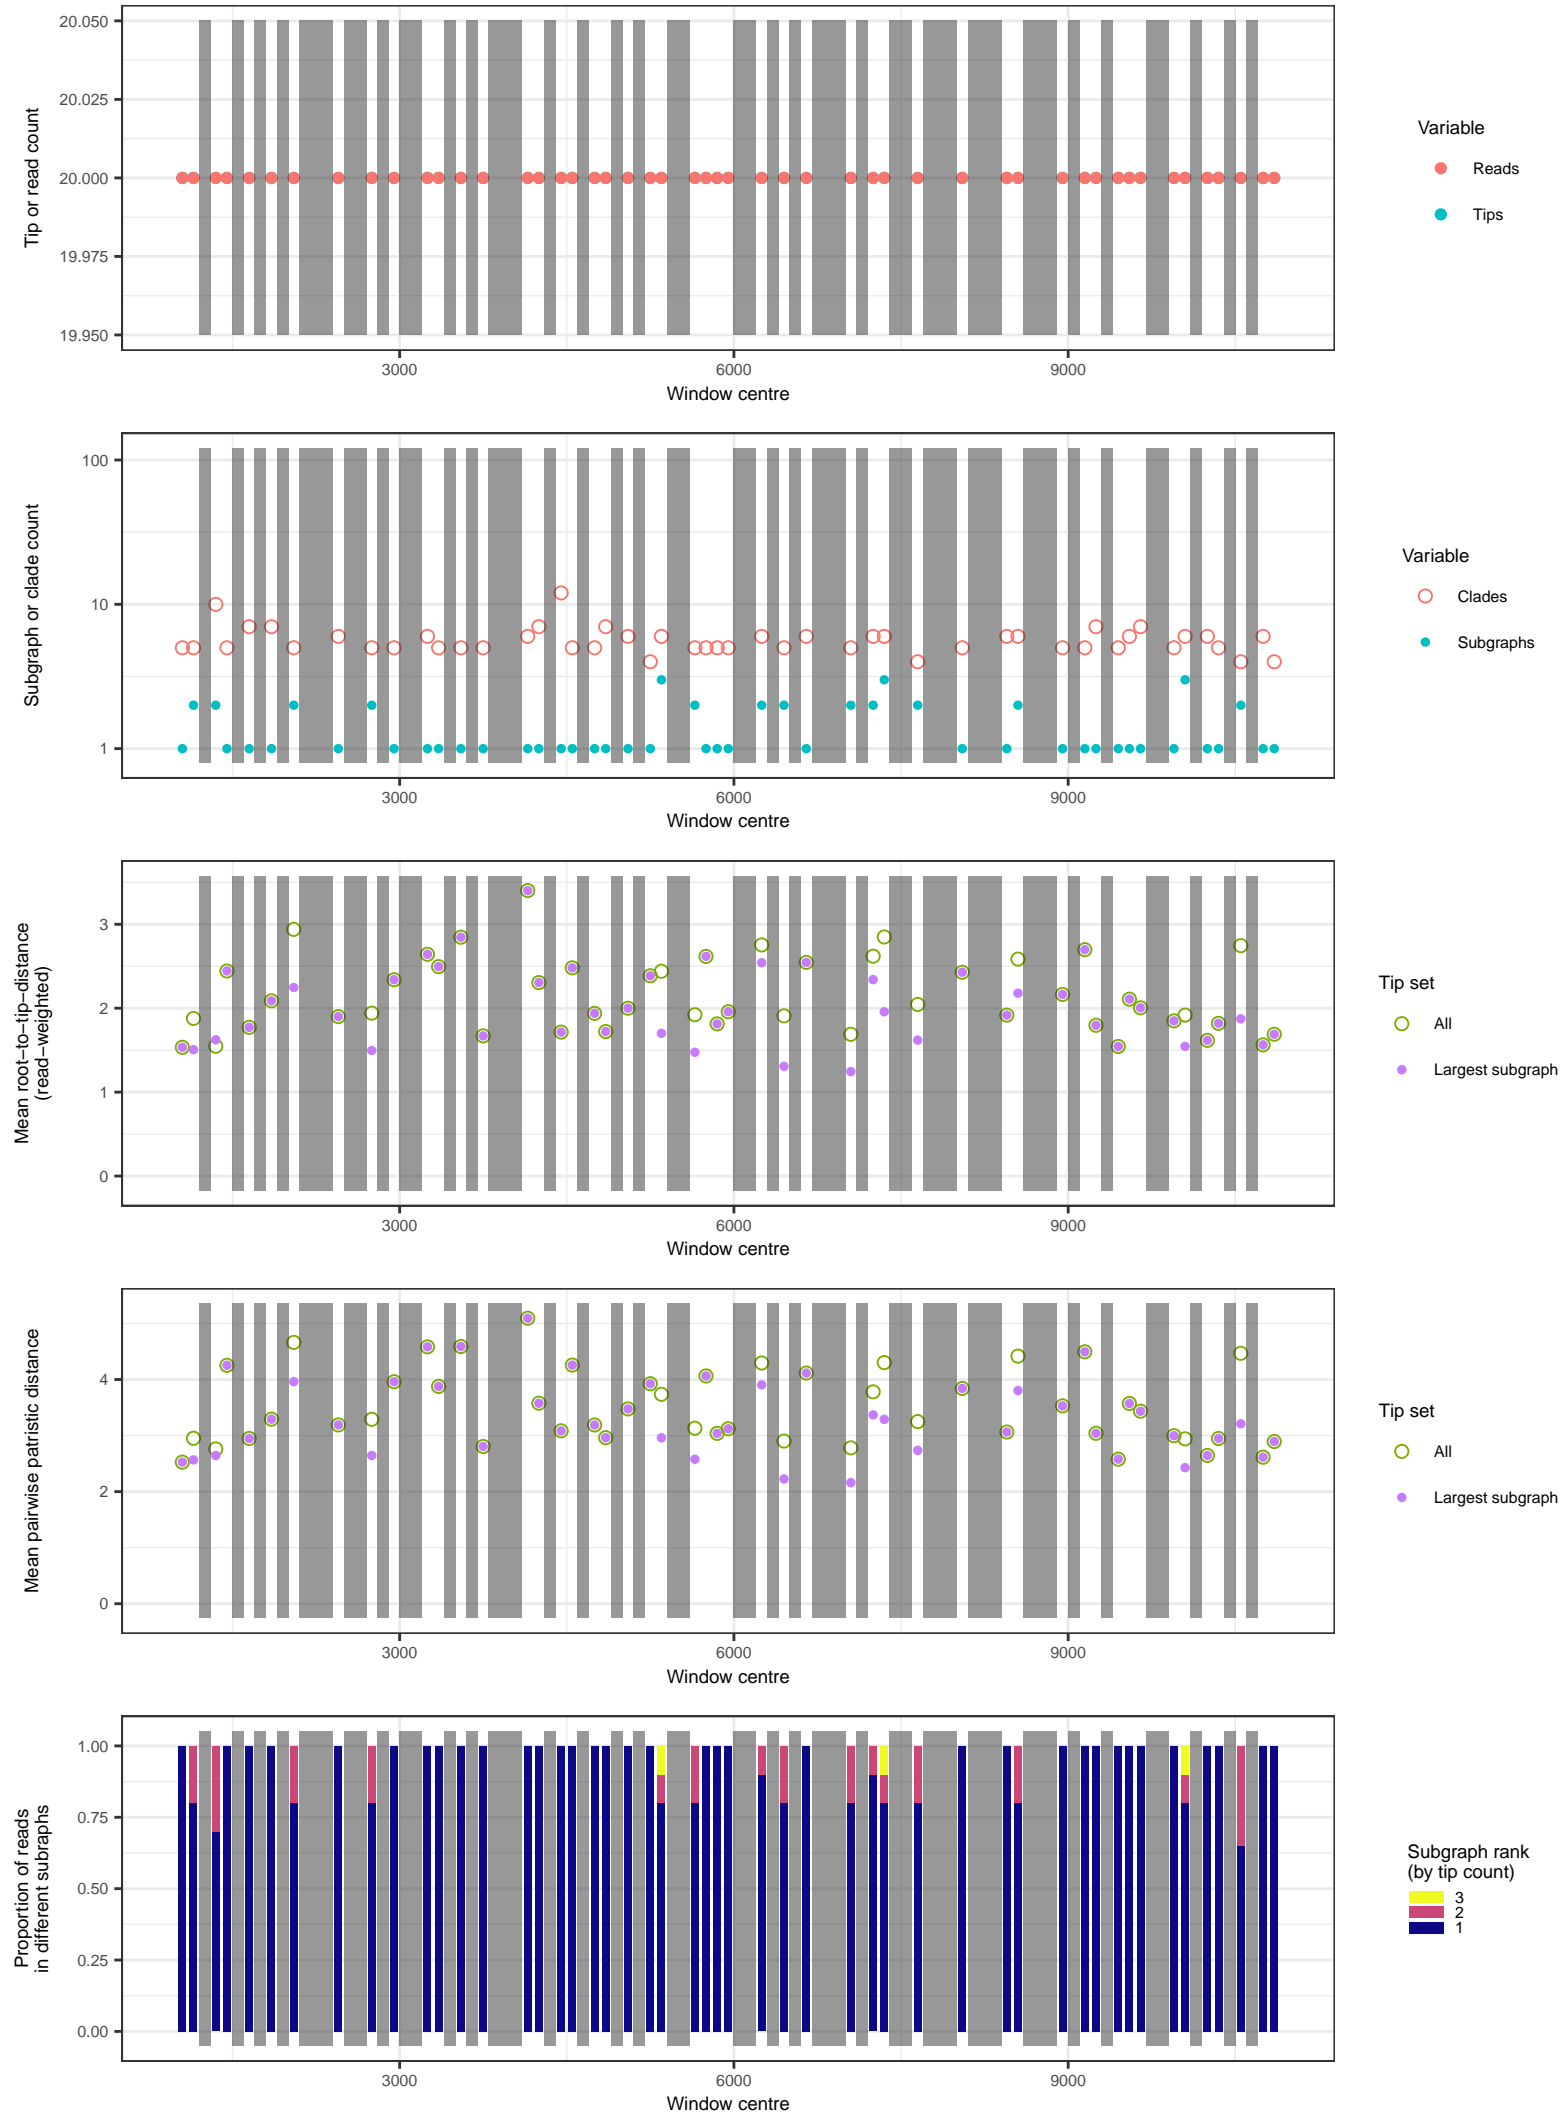 20.050
20.025
20.000
19.975
19.950
Tip or read count
3000
6000
9000
Window centre
Variable
Reads
Tips
100
10
1
Subgraph or clade count
3000
6000
9000
Window centre
Variable
Clades
Subgraphs
3
2
1
0
Mean root−to−tip−distance
(read−weighted)
3000
6000
9000
Window centre
Tip set
All
Largest subgraph
4
2
0
Mean pairwise patristic distance
3000
6000
9000
Window centre
Tip set
All
Largest subgraph
1.00
0.75
0.50
0.25
0.00
Proportion of reads
in different subraphs
3000
6000
9000
Window centre
Subgraph rank
(by tip count)
3
2
1